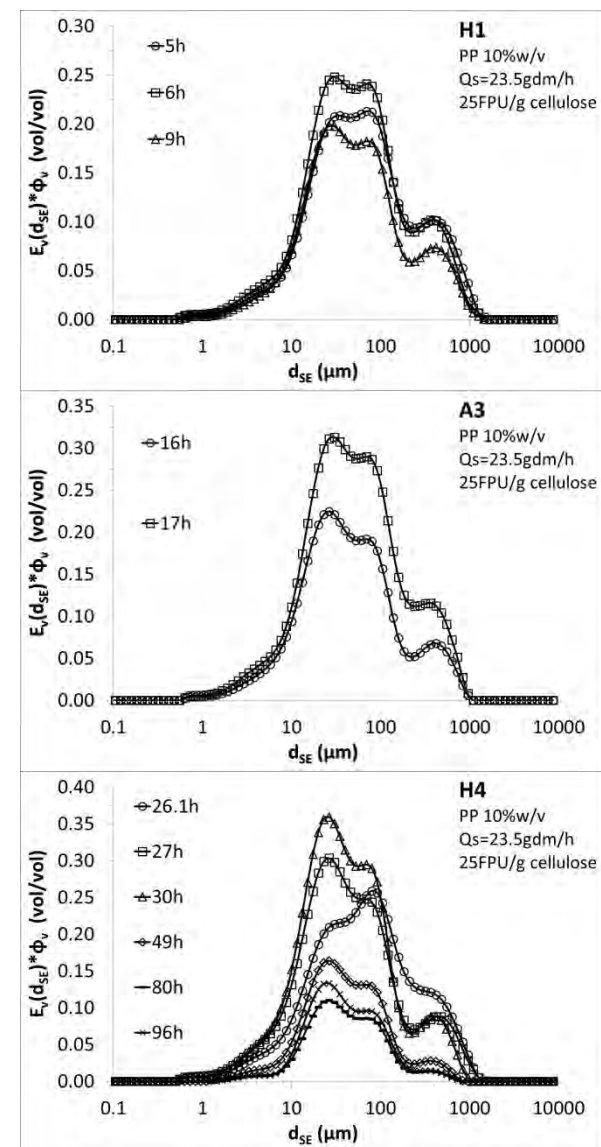 H1
PP 10%w/v
Qs=23.5gdm/h
25FPU/g cellulose
5h
6h
9h
Eᵥ(d_SE)*ϕᵥ (vol/vol)
0.30
0.25
0.20
0.15
0.10
0.05
0.00
0.1 1 10 100 1000 10000
d_SE (µm)
A3
PP 10%w/v
Qs=23.5gdm/h
25FPU/g cellulose
16h
17h
Eᵥ(d_SE)*ϕᵥ (vol/vol)
0.35
0.30
0.25
0.20
0.15
0.10
0.05
0.00
0.1 1 10 100 1000 10000
d_SE (µm)
H4
PP 10%w/v
Qs=23.5gdm/h
25FPU/g cellulose
26.1h
27h
30h
49h
80h
96h
Eᵥ(d_SE)*ϕᵥ (vol/vol)
0.40
0.35
0.30
0.25
0.20
0.15
0.10
0.05
0.00
0.1 1 10 100 1000 10000
d_SE (µm)